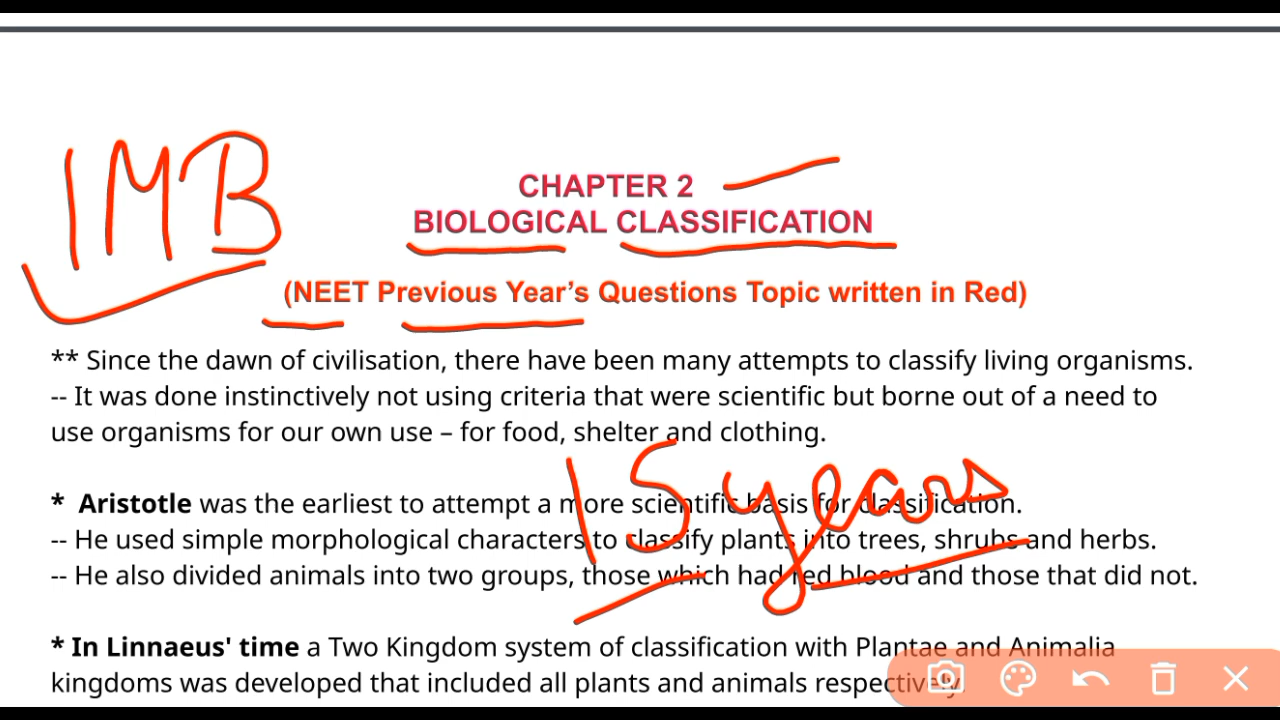 IMB
CHAPTER 2
BIOLOGICAL CLASSIFICATION
(NEET Previous Year’s Questions Topic written in Red)
** Since the dawn of civilisation, there have been many attempts to classify living organisms.
-- It was done instinctively not using criteria that were scientific but borne out of a need to
use organisms for our own use – for food, shelter and clothing.
15 years
* Aristotle was the earliest to attempt a more scientific basis for classification.
-- He used simple morphological characters to classify plants into trees, shrubs and herbs.
-- He also divided animals into two groups, those which had red blood and those that did not.
* In Linnaeus' time a Two Kingdom system of classification with Plantae and Animalia
kingdoms was developed that included all plants and animals respectively.